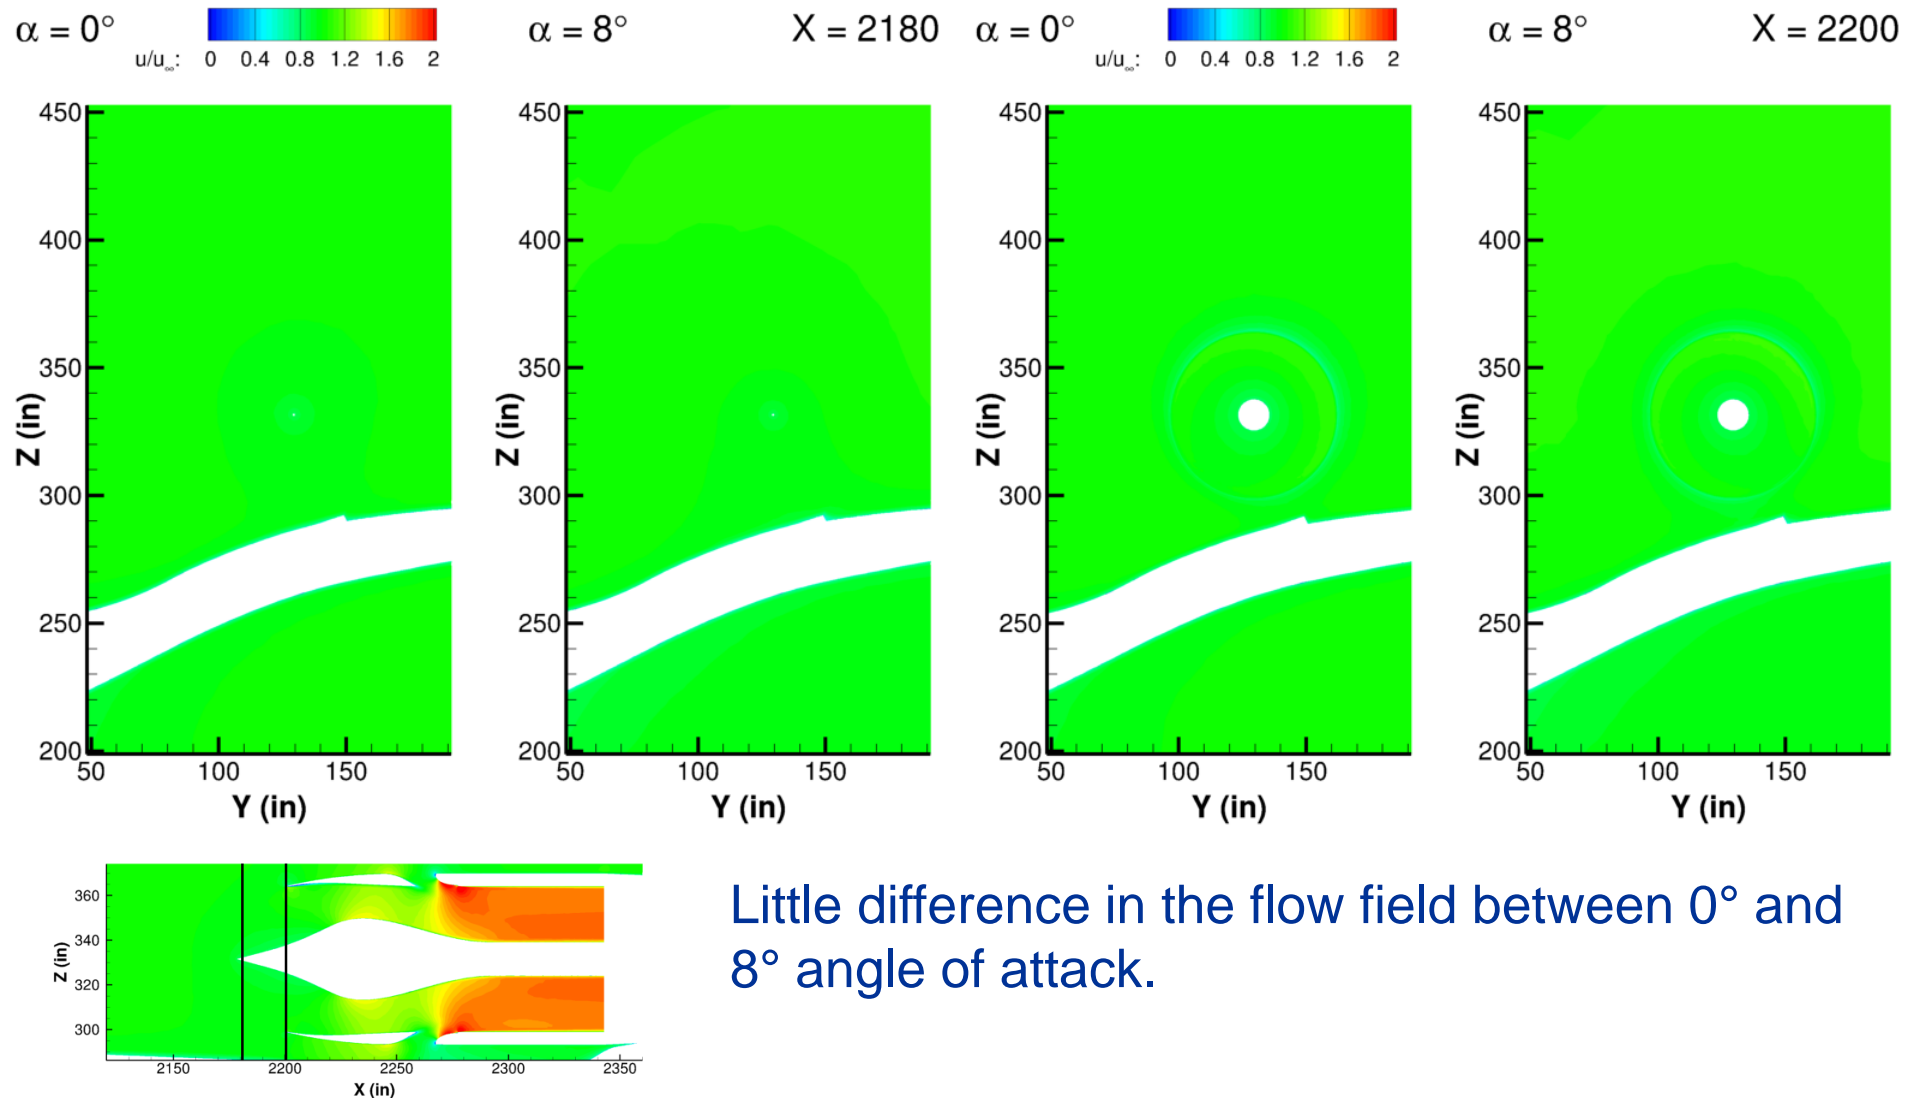 α = 0°
u/u∞: 0 0.4 0.8 1.2 1.6 2
α = 8°
X = 2180
α = 0°
u/u∞: 0 0.4 0.8 1.2 1.6 2
α = 8°
X = 2200
450
400
350
300
250
200
Z (in)
50 100 150
Y (in)
450
400
350
300
250
200
Z (in)
50 100 150
Y (in)
450
400
350
300
250
200
Z (in)
50 100 150
Y (in)
450
400
350
300
250
200
Z (in)
50 100 150
Y (in)
360
340
320
300
Z (in)
2150 2200 2250 2300 2350
X (in)
Little difference in the flow field between 0° and
8° angle of attack.